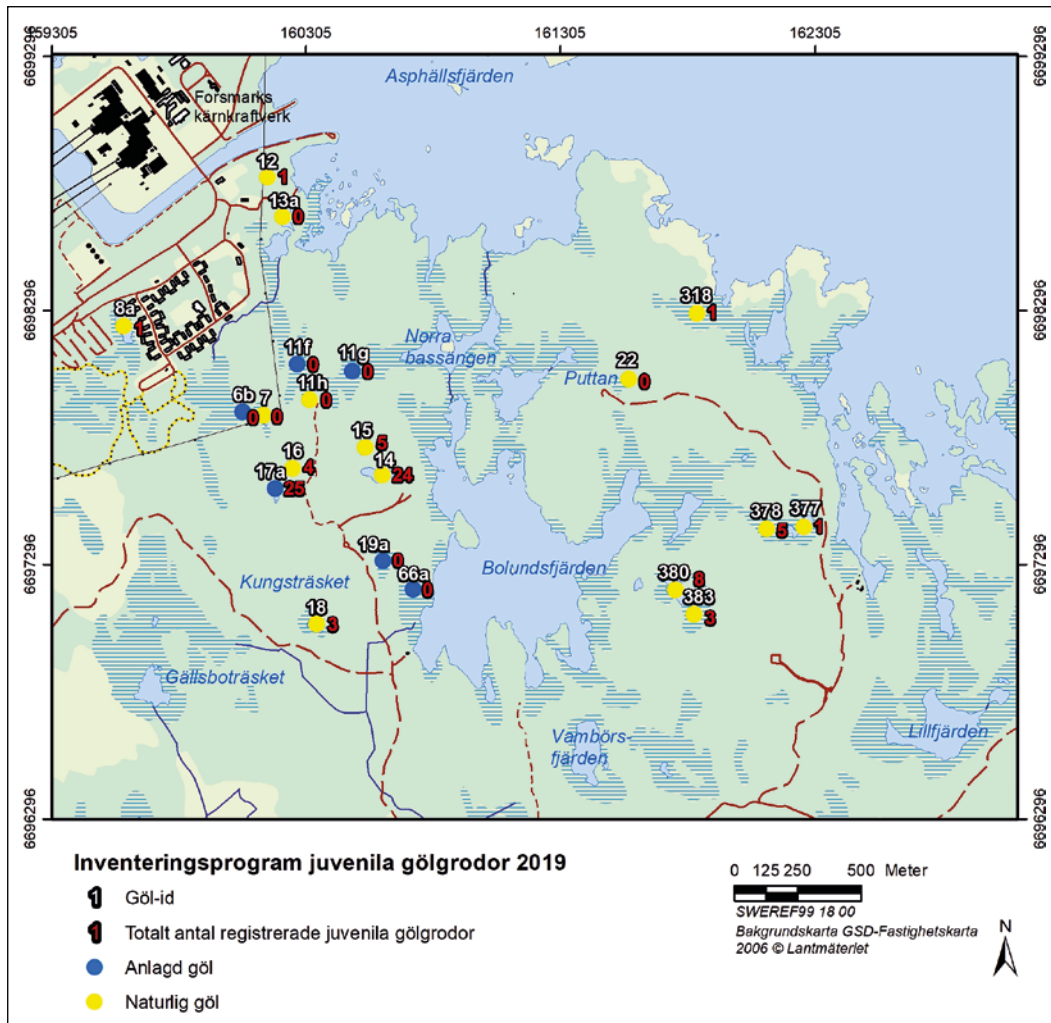 159305 160305 161305 162305
6699296 6699296
Asphällsfjärden
Forsmarks
kärnkraftverk
12
1
13a
0
6698296 6698296
8a
1
318
1
11f
0
11g
0
Norra
bassängen
22
0
Puttan
11h
0
6b
0
7
0
15
5
16
4
14
24
17a
25
378
5
377
1
6697296 6697296
19a
0
Kungsträsket
66a
0
Bolundsfjärden
380
8
383
3
18
3
Gällsboträsket
Vambörs-
fjärden
Lillfjärden
6696296 6696296
Inventeringsprogram juvenila gölgrodor 2019
1 Göl-id
1 Totalt antal registrerade juvenila gölgrodor
Anlagd göl
Naturlig göl
0 125 250 500 Meter
SWEREF99 18 00
Bakgrundskarta GSD-Fastighetskarta
2006 © Lantmäteriet
N